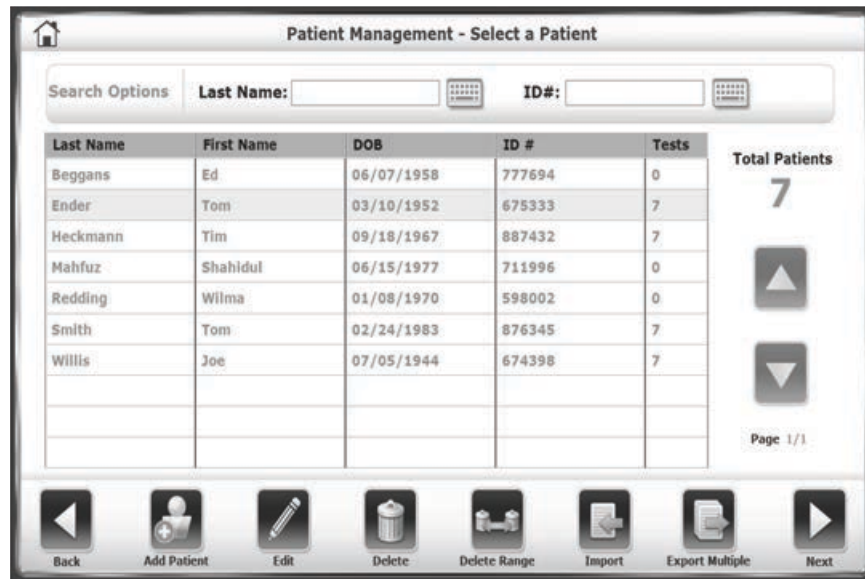 Patient Management - Select a Patient
Search Options Last Name: ID#:
Last Name First Name DOB ID # Tests
Beggans Ed 06/07/1958 777694 0
Ender Tom 03/10/1952 675333 7
Heckmann Tim 09/18/1967 887432 7
Mahfuz Shahidul 06/15/1977 711996 0
Redding Wilma 01/08/1970 598002 0
Smith Tom 02/24/1983 876345 7
Willis Joe 07/05/1944 674398 7
Total Patients
7
Page 1/1
Back Add Patient Edit Delete Delete Range Import Export Multiple Next